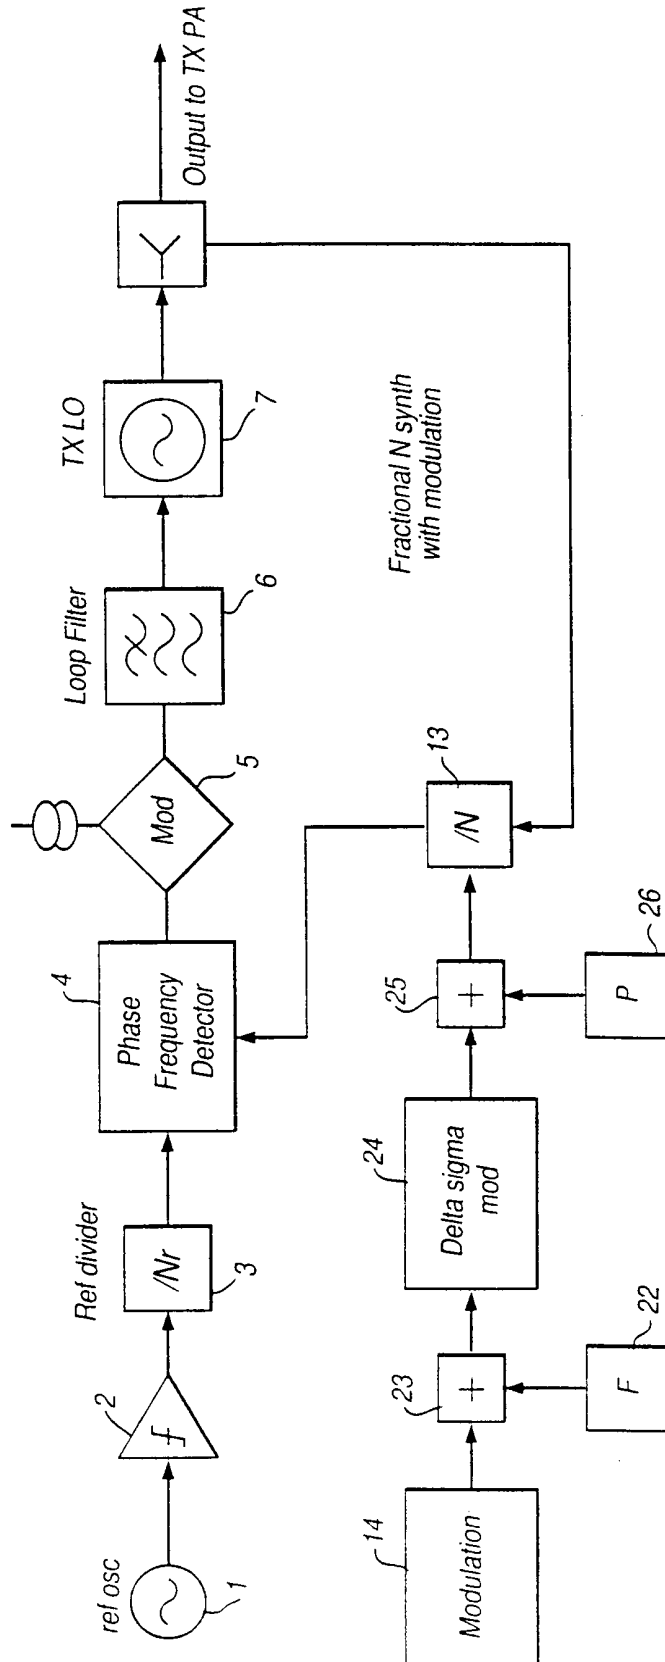 ref osc
1
2
Ref divider
/Nr
3
4
Phase
Frequency
Detector
Mod
5
Loop Filter
6
TX LO
7
Output to TX PA
Fractional N synth
with modulation
14
Modulation
23
+
F
22
24
Delta sigma
mod
25
+
P
26
/N
13